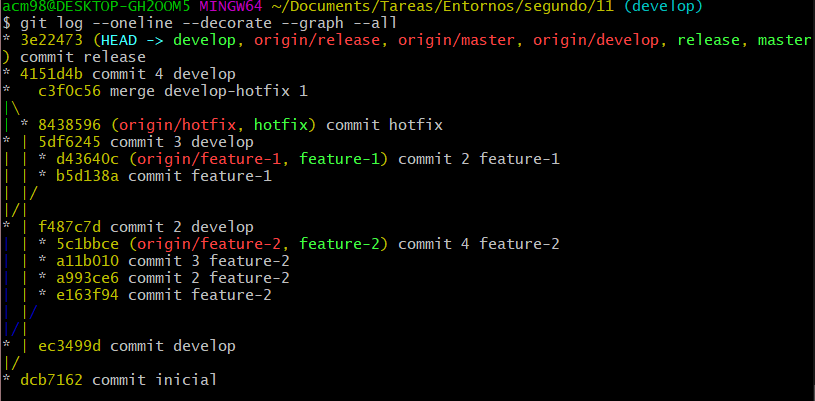 acm98@DESKTOP-GH2OOM5 MINGW64 ~/Documents/Tareas/Entornos/segundo/11 (develop)
$ git log --oneline --decorate --graph --all
* 3e22473 (HEAD -> develop, origin/release, origin/master, origin/develop, release, master
) commit release
* 4151d4b commit 4 develop
*   c3f0c56 merge develop-hotfix 1
|\
| * 8438596 (origin/hotfix, hotfix) commit hotfix
* | 5df6245 commit 3 develop
| | * d43640c (origin/feature-1, feature-1) commit 2 feature-1
| | * b5d138a commit feature-1
| |/
|/|
* | f487c7d commit 2 develop
| | * 5c1bbce (origin/feature-2, feature-2) commit 4 feature-2
| | * a11b010 commit 3 feature-2
| | * a993ce6 commit 2 feature-2
| | * e163f94 commit feature-2
| |/
|/|
* | ec3499d commit develop
|/
* dcb7162 commit inicial